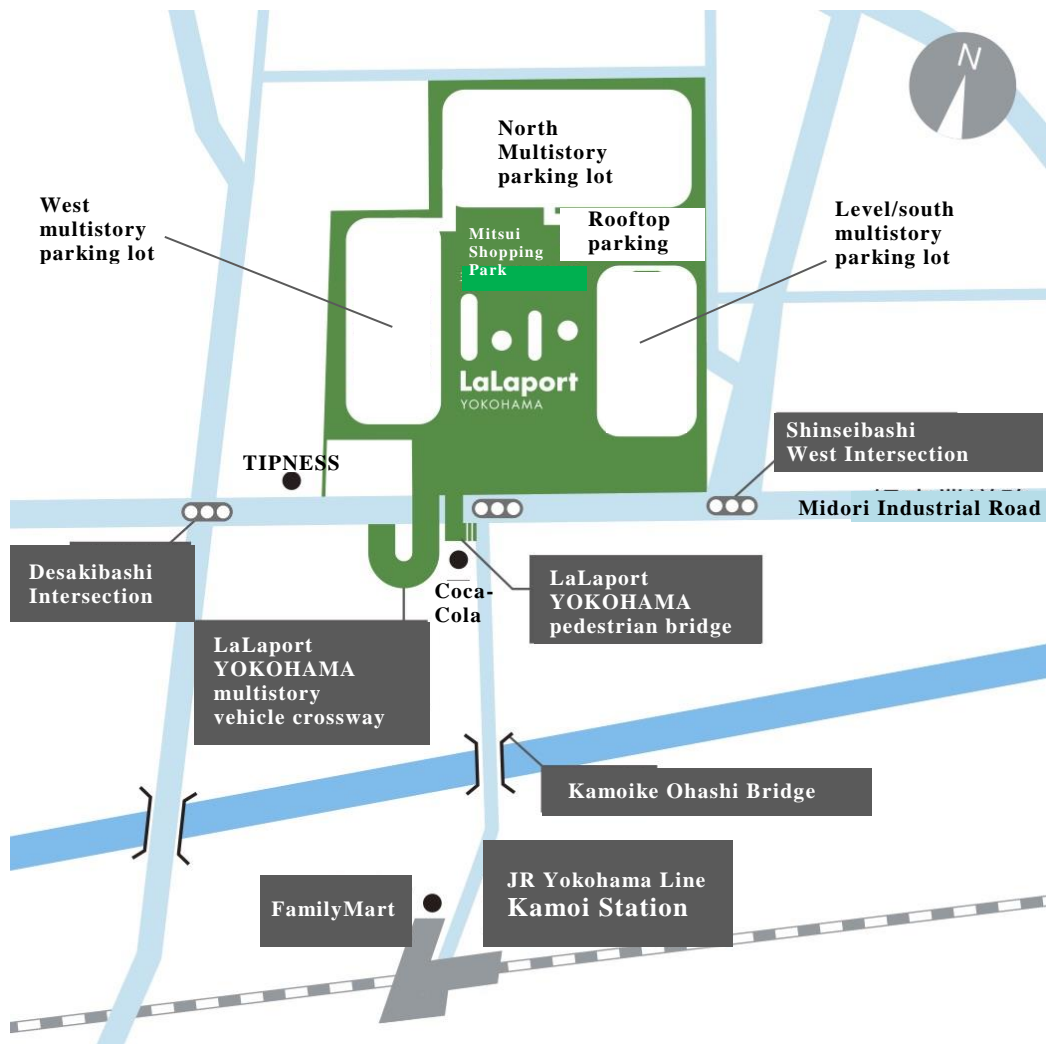 N
North
Multistory
parking lot
West
multistory
parking lot
Rooftop
parking
Level/south
multistory
parking lot
Mitsui
Shopping
Park
LaLaport
YOKOHAMA
Shinseibashi
West Intersection
TIPNESS
Midori Industrial Road
Desakibashi
Intersection
Coca-
Cola
LaLaport
YOKOHAMA
pedestrian bridge
LaLaport
YOKOHAMA
multistory
vehicle crossway
Kamoike Ohashi Bridge
JR Yokohama Line
Kamoi Station
FamilyMart